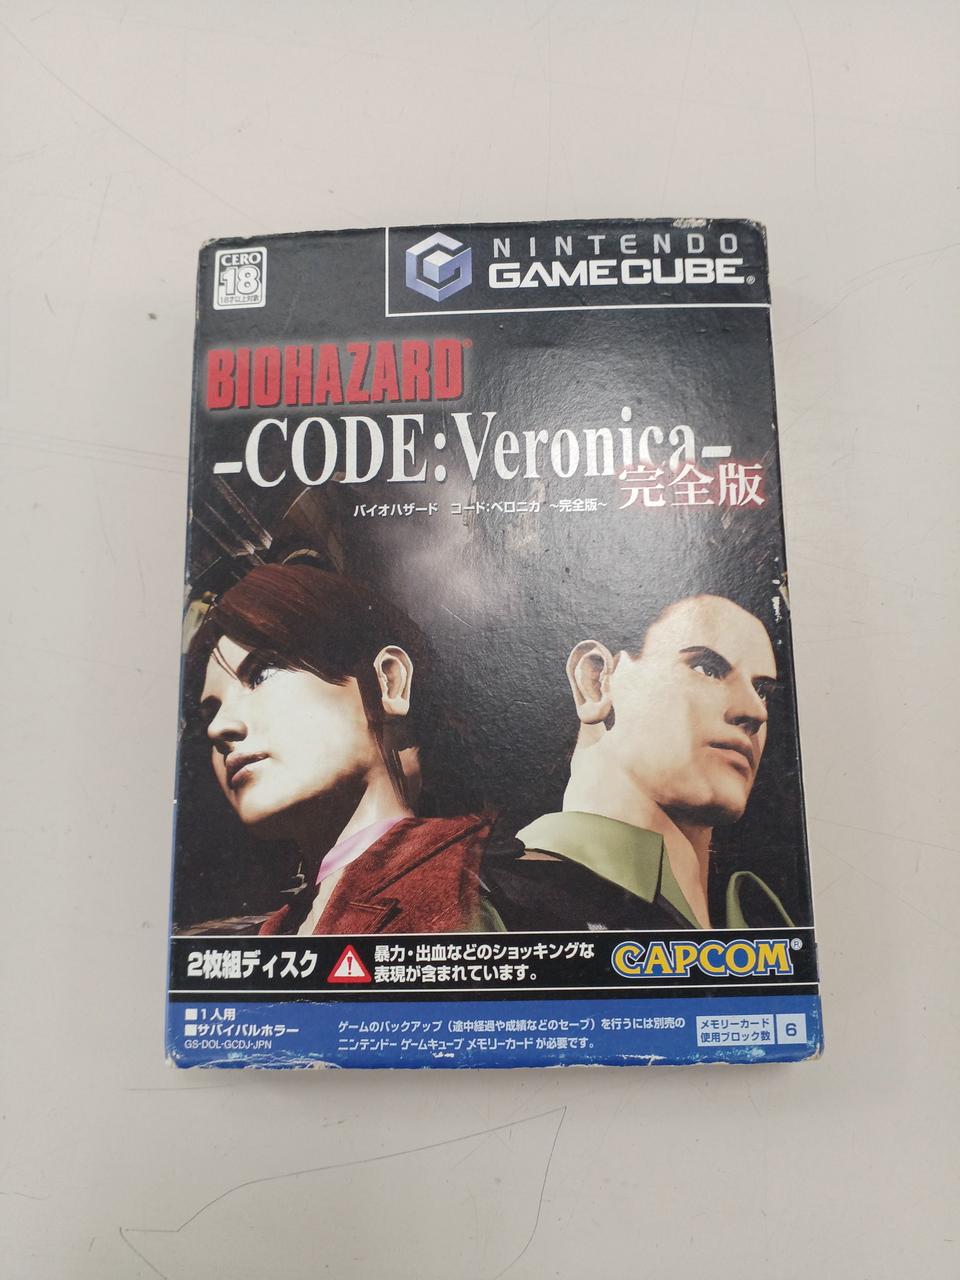 CERO
18
18才以上対象
NINTENDO
GAMECUBE®
BIOHAZARD®
-CODE:Veronica-
完全版
バイオハザード コード:ベロニカ ~完全版~
2枚組ディスク
暴力・出血などのショッキングな
表現が含まれています。
CAPCOM®
■1人用
■サバイバルホラー
GS-DOL-GCDJ-JPN
ゲームのバックアップ(途中経過や成績などのセーブ)を行うには別売の
ニンテンドー ゲームキューブ メモリーカードが必要です。
メモリーカード
使用ブロック数
6